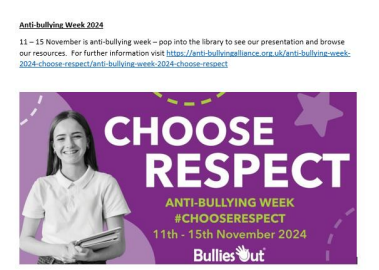 Anti-bullying Week 2024
11 – 15 November is anti-bullying week – pop into the library to see our presentation and browse
our resources. For further information visit https://anti-bullyingalliance.org.uk/anti-bullying-week-
2024-choose-respect/anti-bullying-week-2024-choose-respect
CHOOSE
RESPECT
ANTI-BULLYING WEEK
#CHOOSERESPECT
11th - 15th November 2024
Bullies Out